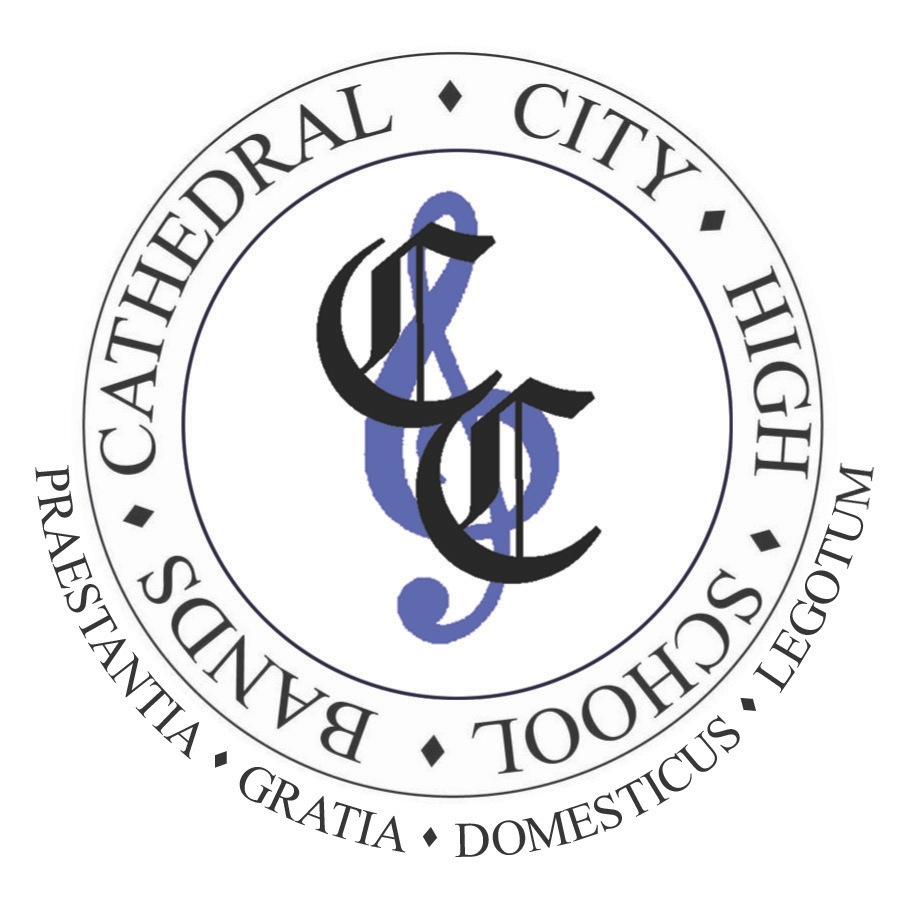 CATHEDRAL ♦ CITY ♦ HIGH ♦ SCHOOL ♦ BANDS ♦
CC
PRAESTANTIA ♦ GRATIA ♦ DOMESTICUS ♦ LEGOTUM